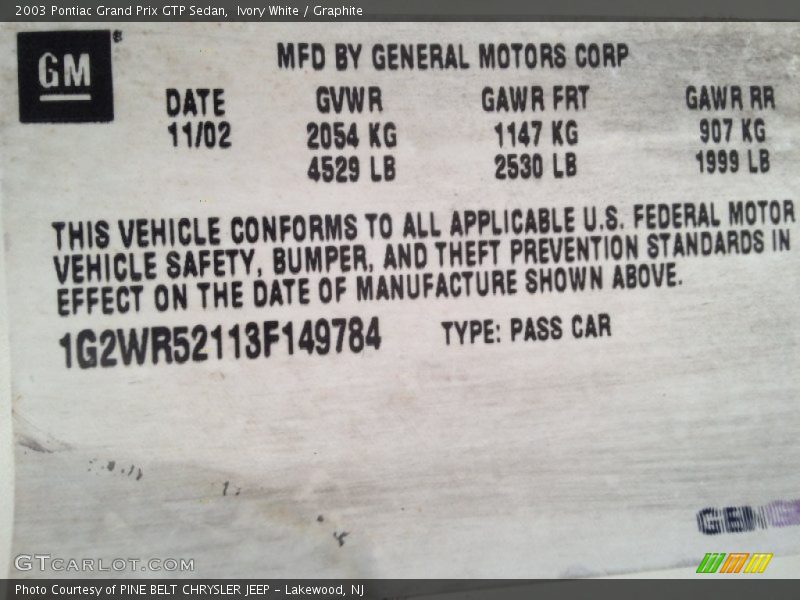 2003 Pontiac Grand Prix GTP Sedan, Ivory White / Graphite
GM
MFD BY GENERAL MOTORS CORP
DATE GVWR GAWR FRT GAWR RR
11/02 2054 KG 1147 KG 907 KG
4529 LB 2530 LB 1999 LB
THIS VEHICLE CONFORMS TO ALL APPLICABLE U.S. FEDERAL MOTOR
VEHICLE SAFETY, BUMPER, AND THEFT PREVENTION STANDARDS IN
EFFECT ON THE DATE OF MANUFACTURE SHOWN ABOVE.
1G2WR52113F149784 TYPE: PASS CAR
GTCARLOT.COM
Photo Courtesy of PINE BELT CHRYSLER JEEP - Lakewood, NJ